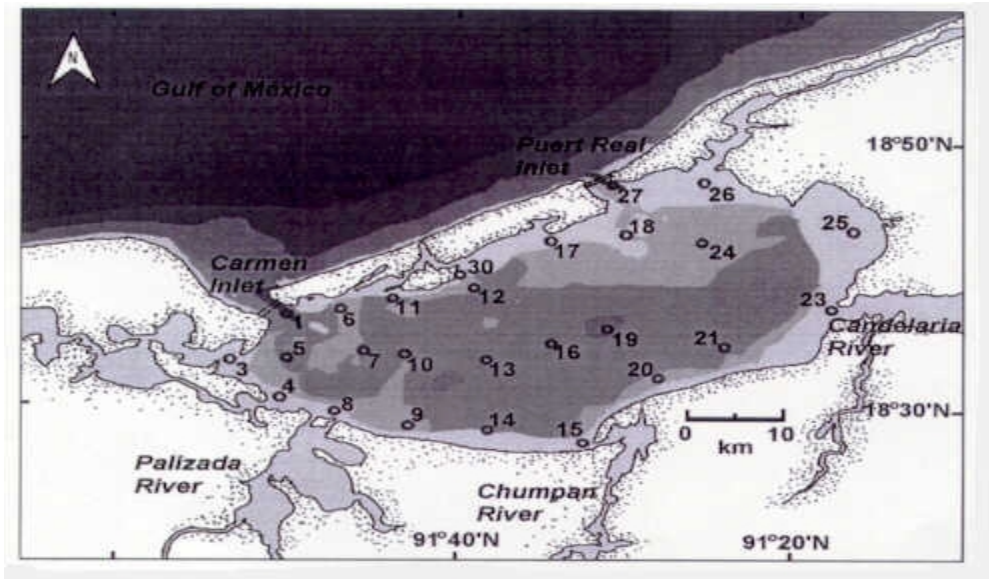 N
Gulf of México
Puert Real
Inlet
18°50'N
27
26
25
18
17
24
Carmen
Inlet
30
12
11
6
1
23
Candelaria
River
19
16
21
5
7
10
13
3
20
4
8
9
14
15
18°30'N
0 10
km
Palizada
River
Chumpan
River
91°40'N
91°20'N